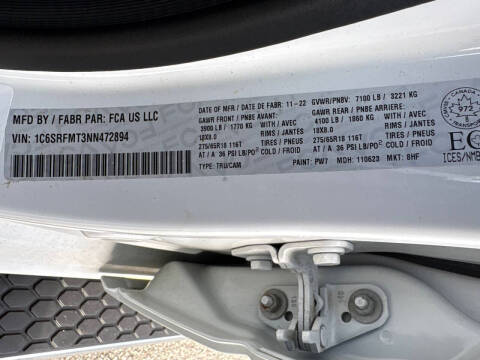 MFD BY / FABR PAR: FCA US LLC
VIN: 1C6SRFMT3NN472894
TYPE: TRU/CAM
DATE OF MFR / DATE DE FABR: 11-22
GAWR FRONT / PNBE AVANT:
3900 LB / 1770 KG WITH / AVEC
18X8.0 RIMS / JANTES
275/65R18 116T TIRES / PNEUS
AT / A 36 PSI LB/PO² COLD / FROID
GVWR/PNBV: 7100 LB / 3221 KG
GAWR REAR / PNBE ARRIERE:
4100 LB / 1860 KG WITH / AVEC
18X8.0 RIMS / JANTES
275/65R18 116T TIRES / PNEUS
AT / A 36 PSI LB/PO² COLD / FROID
PAINT: PW7 MDH: 110623 MKT: BHF
CANADA
972
TRANSPORT
ICES/NMB